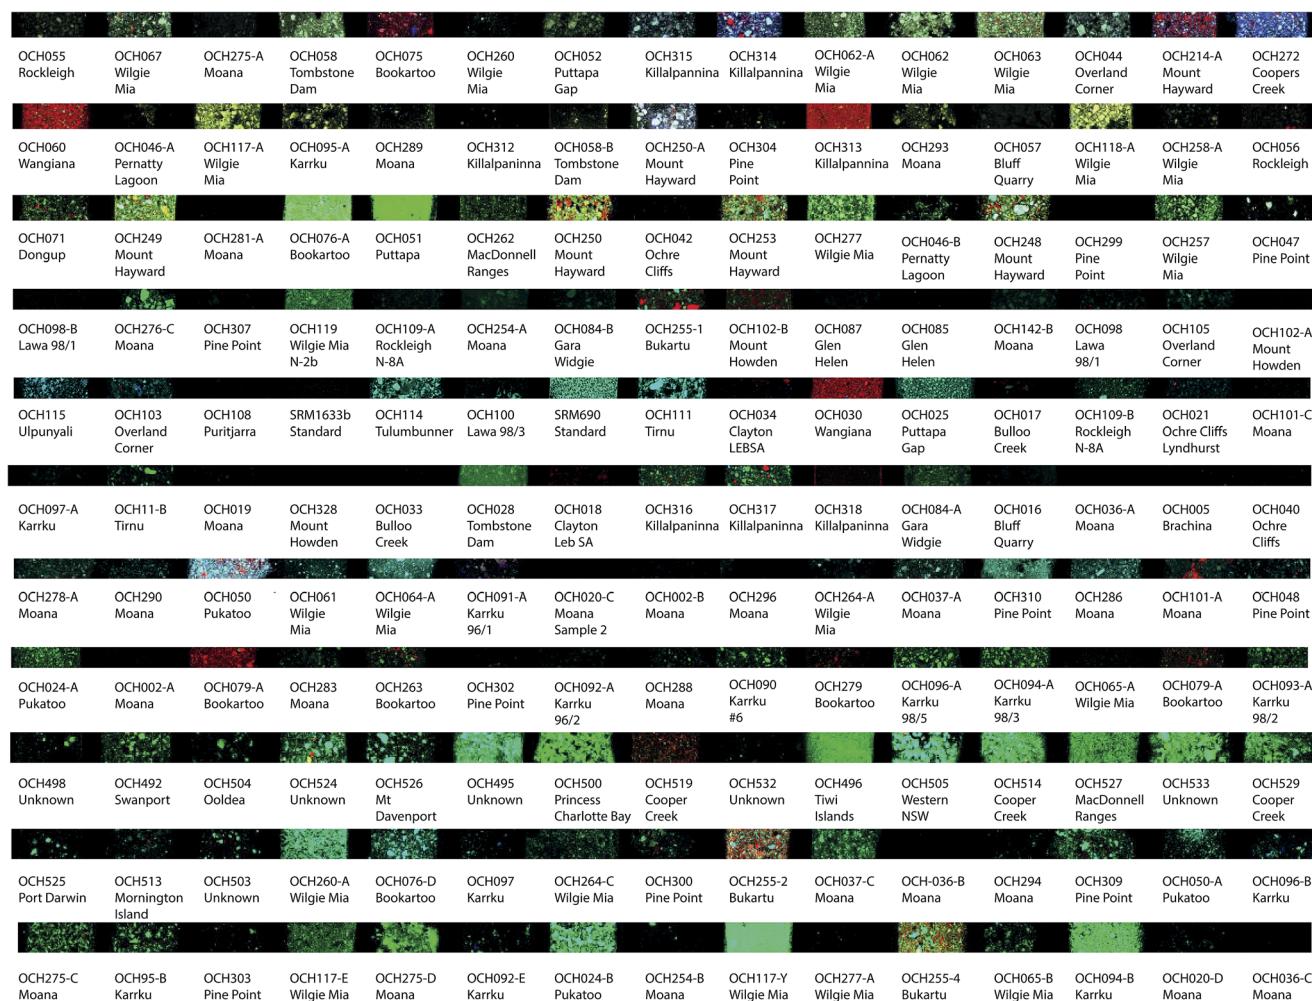 OCH055 OCH067 OCH275-A OCH058 OCH075 OCH260 OCH052 OCH315 OCH314 OCH062-A OCH062 OCH063 OCH044 OCH214-A OCH272
Rockleigh Wilgie Moana Tombstone Bookartoo Wilgie Puttapa Killalpannina Killalpannina Wilgie Wilgie Wilgie Overland Mount Coopers
Mia Dam Mia Gap Mia Mia Mia Corner Hayward Creek
OCH060 OCH046-A OCH117-A OCH095-A OCH289 OCH312 OCH058-B OCH250-A OCH304 OCH313 OCH293 OCH057 OCH118-A OCH258-A OCH056
Wangiana Pernatty Wilgie Karrku Moana Killalpaninna Tombstone Mount Pine Killalpannina Moana Bluff Wilgie Wilgie Rockleigh
Lagoon Mia Dam Hayward Point Quarry Mia Mia
OCH071 OCH249 OCH281-A OCH076-A OCH051 OCH262 OCH250 OCH042 OCH253 OCH277 OCH046-B OCH248 OCH299 OCH257 OCH047
Dongup Mount Moana Bookartoo Puttapa MacDonnell Mount Ochre Mount Wilgie Mia Pernatty Mount Pine Wilgie Pine Point
Hayward Ranges Hayward Cliffs Hayward Lagoon Hayward Point Mia
OCH098-B OCH276-C OCH307 OCH119 OCH109-A OCH254-A OCH084-B OCH255-1 OCH102-B OCH087 OCH085 OCH142-B OCH098 OCH105 OCH102-A
Lawa 98/1 Moana Pine Point Wilgie Mia Rockleigh Moana Gara Bukartu Mount Glen Glen Moana Lawa Overland Mount
N-2b N-8A Widgie Howden Helen Helen 98/1 Corner Howden
OCH115 OCH103 OCH108 SRM1633b OCH114 OCH100 SRM690 OCH111 OCH034 OCH030 OCH025 OCH017 OCH109-B OCH021 OCH101-C
Ulpunyali Overland Puritjarra Standard Tulumbunner Lawa 98/3 Standard Tirnu Clayton Wangiana Puttapa Bulloo Rockleigh Ochre Cliffs Moana
Corner LEBSA Gap Creek N-8A Lyndhurst
OCH097-A OCH11-B OCH019 OCH328 OCH033 OCH028 OCH018 OCH316 OCH317 OCH318 OCH084-A OCH016 OCH036-A OCH005 OCH040
Karrku Tirnu Moana Mount Bulloo Tombstone Clayton Killalpaninna Killalpaninna Killalpaninna Gara Bluff Moana Brachina Ochre
Howden Creek Dam Leb SA Widgie Quarry Cliffs
OCH278-A OCH290 OCH050 OCH061 OCH064-A OCH091-A OCH020-C OCH002-B OCH296 OCH264-A OCH037-A OCH310 OCH286 OCH101-A OCH048
Moana Moana Pukatoo Wilgie Wilgie Karrku Moana Moana Moana Wilgie Moana Pine Point Moana Moana Pine Point
Mia Mia 96/1 Sample 2 Mia
OCH024-A OCH002-A OCH079-A OCH283 OCH263 OCH302 OCH092-A OCH288 OCH090 OCH279 OCH096-A OCH094-A OCH065-A OCH079-A OCH093-A
Pukatoo Moana Bookartoo Moana Bookartoo Pine Point Karrku Moana Karrku Bookartoo Karrku Karrku Wilgie Mia Bookartoo Karrku
96/2 #6 98/5 98/3 98/2
OCH498 OCH492 OCH504 OCH524 OCH526 OCH495 OCH500 OCH519 OCH532 OCH496 OCH505 OCH514 OCH527 OCH533 OCH529
Unknown Swanport Ooldea Unknown Mt Unknown Princess Cooper Unknown Tiwi Western Cooper MacDonnell Unknown Cooper
Davenport Charlotte Bay Creek Islands NSW Creek Ranges Creek
OCH525 OCH513 OCH503 OCH260-A OCH076-D OCH097 OCH264-C OCH300 OCH255-2 OCH037-C OCH-036-B OCH294 OCH309 OCH050-A OCH096-B
Port Darwin Mornington Unknown Wilgie Mia Bookartoo Karrku Wilgie Mia Pine Point Bukartu Moana Moana Moana Pine Point Pukatoo Karrku
Island
OCH275-C OCH95-B OCH303 OCH117-E OCH275-D OCH092-E OCH024-B OCH254-B OCH117-Y OCH277-A OCH255-4 OCH065-B OCH094-B OCH020-D OCH036-C
Moana Karrku Pine Point Wilgie Mia Moana Karrku Pukatoo Moana Wilgie Mia Wilgie Mia Bukartu Wilgie Mia Karrku Moana Moana